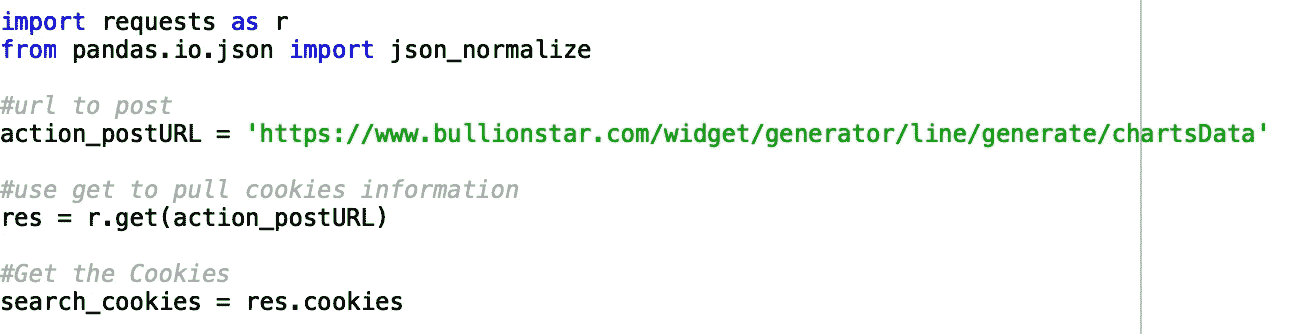 import requests as r
from pandas.io.json import json_normalize
#url to post
action_postURL = 'https://www.bullionstar.com/widget/generator/line/generate/chartsData'
#use get to pull cookies information
res = r.get(action_postURL)
#Get the Cookies
search_cookies = res.cookies